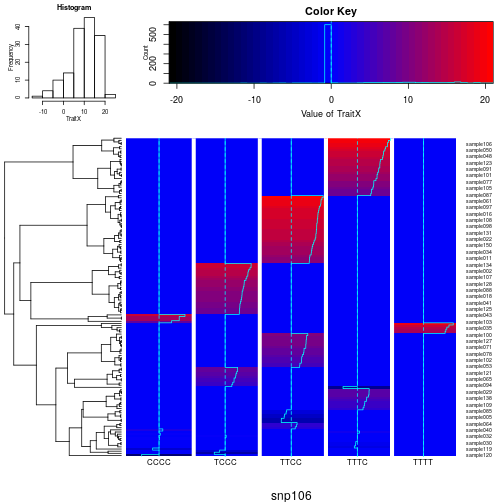 Histogram
Frequency
0 10 20 30 40
-10 0 10 20
TraitX
Color Key
Count
0 200 500
-20 -10 0 10 20
Value of TraitX
sample106
sample050
sample048
sample123
sample091
sample101
sample077
sample105
sample087
sample061
sample097
sample016
sample108
sample098
sample131
sample022
sample150
sample034
sample011
sample134
sample002
sample107
sample128
sample088
sample018
sample041
sample125
sample043
sample103
sample035
sample100
sample127
sample071
sample078
sample102
sample053
sample121
sample065
sample094
sample029
sample138
sample109
sample085
sample005
sample064
sample040
sample032
sample030
sample119
sample120
CCCC TCCC TTCC TTTC TTTT
snp106